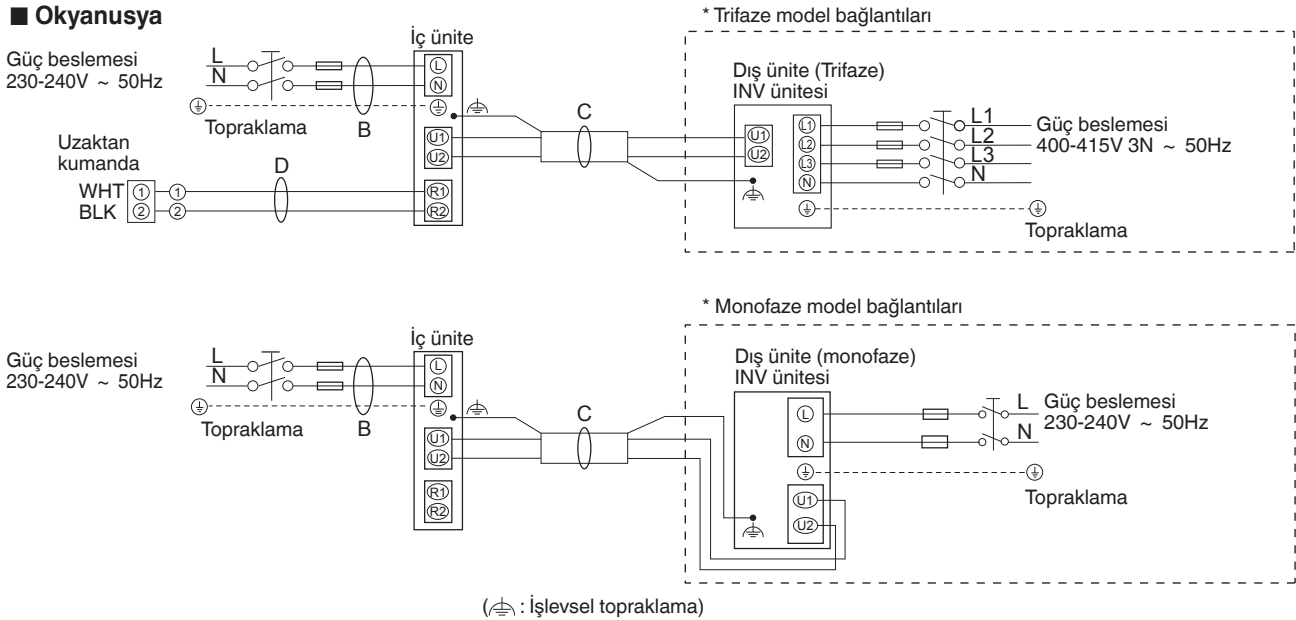 ■ Okyanusya
* Trifaze model bağlantıları
Güç beslemesi
230-240V ~ 50Hz
L
N
Topraklama
B
İç ünite
L
N
U1
U2
R1
R2
Uzaktan
kumanda
WHT 1 1
BLK 2 2
D
C
Dış ünite (Trifaze)
INV ünitesi
U1
U2
L1
L2
L3
N
L1
L2
L3
N
Güç beslemesi
400-415V 3N ~ 50Hz
Topraklama
* Monofaze model bağlantıları
Güç beslemesi
230-240V ~ 50Hz
L
N
Topraklama
B
İç ünite
L
N
U1
U2
R1
R2
C
Dış ünite (monofaze)
INV ünitesi
L
N
U1
U2
L
N
Güç beslemesi
230-240V ~ 50Hz
Topraklama
( : İşlevsel topraklama)